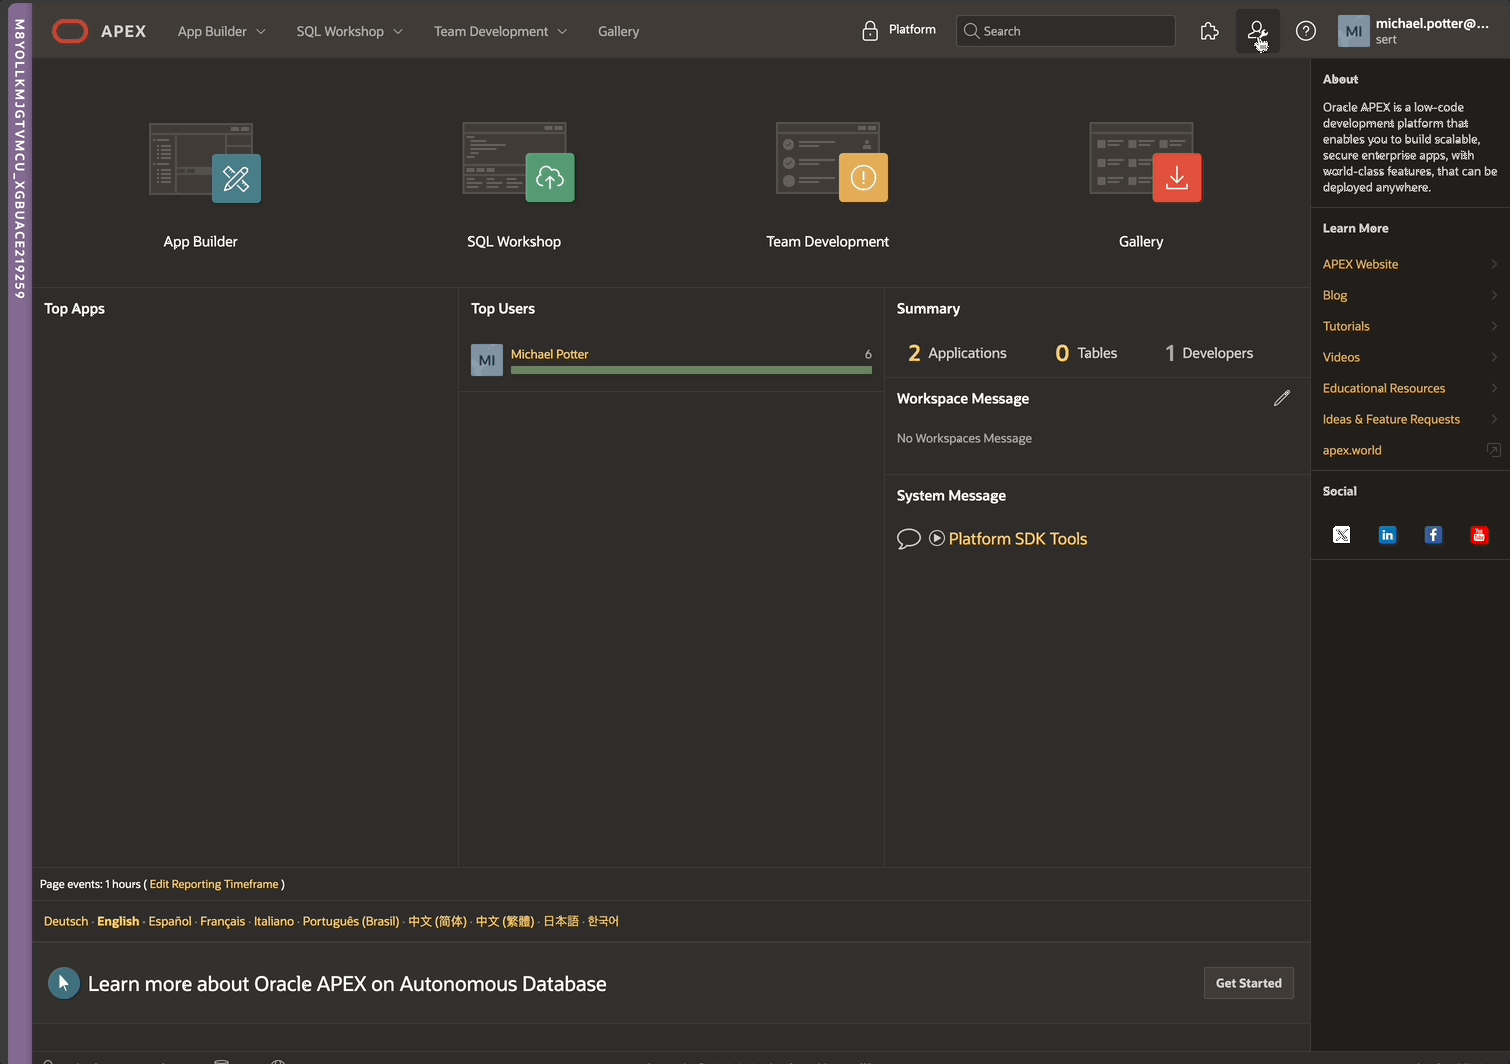 M8YOLLKMJGTVMCU_XGBUACE219259
APEX
App Builder
SQL Workshop
Team Development
Gallery
Platform
Search
MI
michael.potter@...
sert
App Builder
SQL Workshop
Team Development
Gallery
Top Apps
Top Users
MI
Michael Potter
6
Summary
2 Applications
0 Tables
1 Developers
Workspace Message
No Workspaces Message
System Message
Platform SDK Tools
About
Oracle APEX is a low-code
development platform that
enables you to build scalable,
secure enterprise apps, with
world-class features, that can be
deployed anywhere.
Learn More
APEX Website
Blog
Tutorials
Videos
Educational Resources
Ideas & Feature Requests
apex.world
Social
Page events: 1 hours ( Edit Reporting Timeframe )
Deutsch · English · Español · Français · Italiano · Português (Brasil) · 中文 (简体) · 中文 (繁體) · 日本語 · 한국어
Learn more about Oracle APEX on Autonomous Database
Get Started